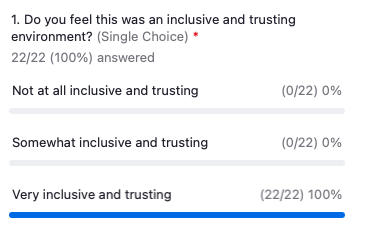 1. Do you feel this was an inclusive and trusting
environment? (Single Choice) *
22/22 (100%) answered
Not at all inclusive and trusting (0/22) 0%
Somewhat inclusive and trusting (0/22) 0%
Very inclusive and trusting (22/22) 100%